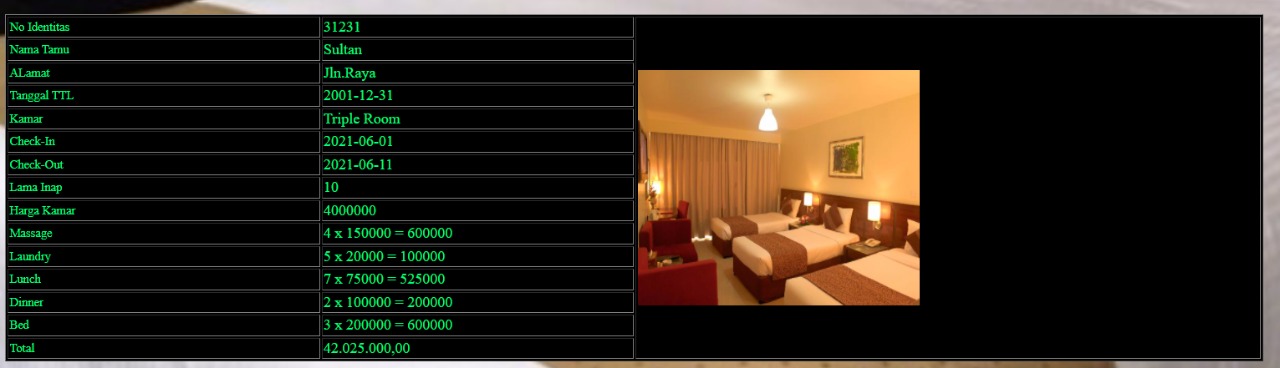 No Identitas 31231
Nama Tamu Sultan
ALamat Jln.Raya
Tanggal TTL 2001-12-31
Kamar Triple Room
Check-In 2021-06-01
Check-Out 2021-06-11
Lama Inap 10
Harga Kamar 4000000
Massage 4 x 150000 = 600000
Laundry 5 x 20000 = 100000
Lunch 7 x 75000 = 525000
Dinner 2 x 100000 = 200000
Bed 3 x 200000 = 600000
Total 42.025.000,00